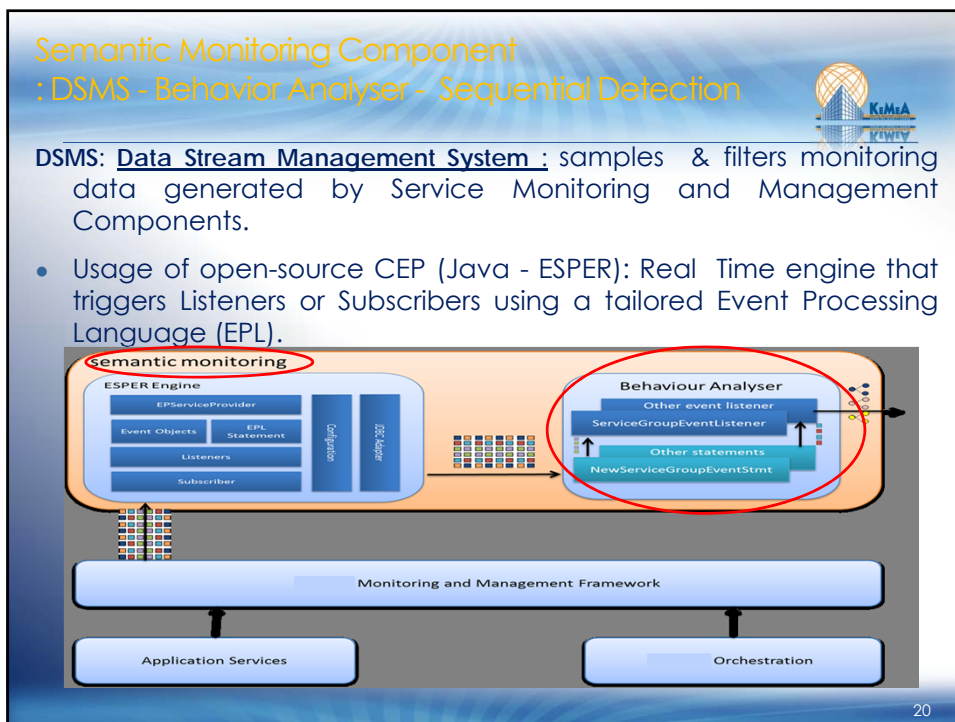 Semantic Monitoring Component
: DSMS - Behavior Analyser - Sequential Detection
KEMEA
DSMS: Data Stream Management System : samples & filters monitoring
data generated by Service Monitoring and Management
Components.
● Usage of open-source CEP (Java - ESPER): Real Time engine that
triggers Listeners or Subscribers using a tailored Event Processing
Language (EPL).
semantic monitoring
ESPER Engine
EPServiceProvider
Event Objects
EPL
Statement
Listeners
Subscriber
Configuration
JDBC Adapter
Behaviour Analyser
Other event listener
ServiceGroupEventListener
Other statements
NewServiceGroupEventStmt
Monitoring and Management Framework
Application Services
Orchestration
20